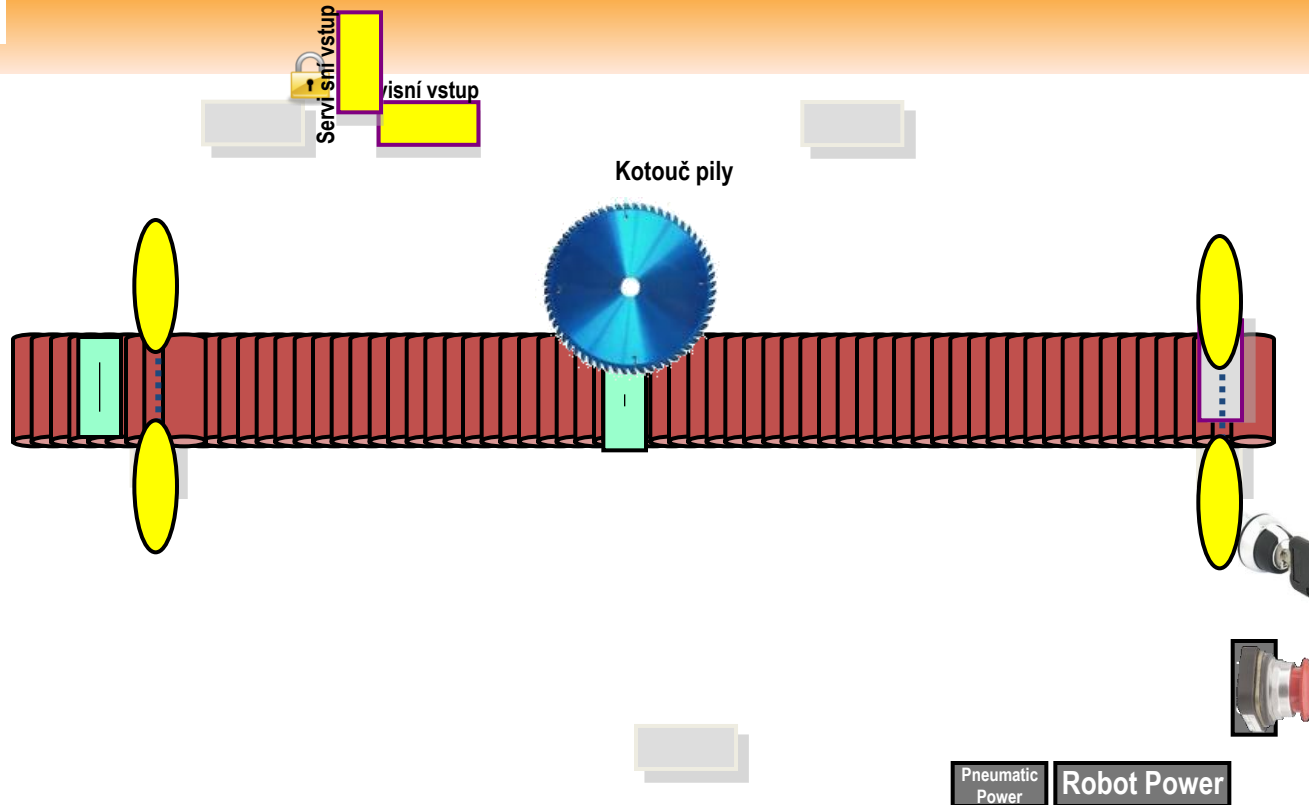 Servisní vstup
visní vstup
Kotouč pily
Pneumatic
Power
Robot Power